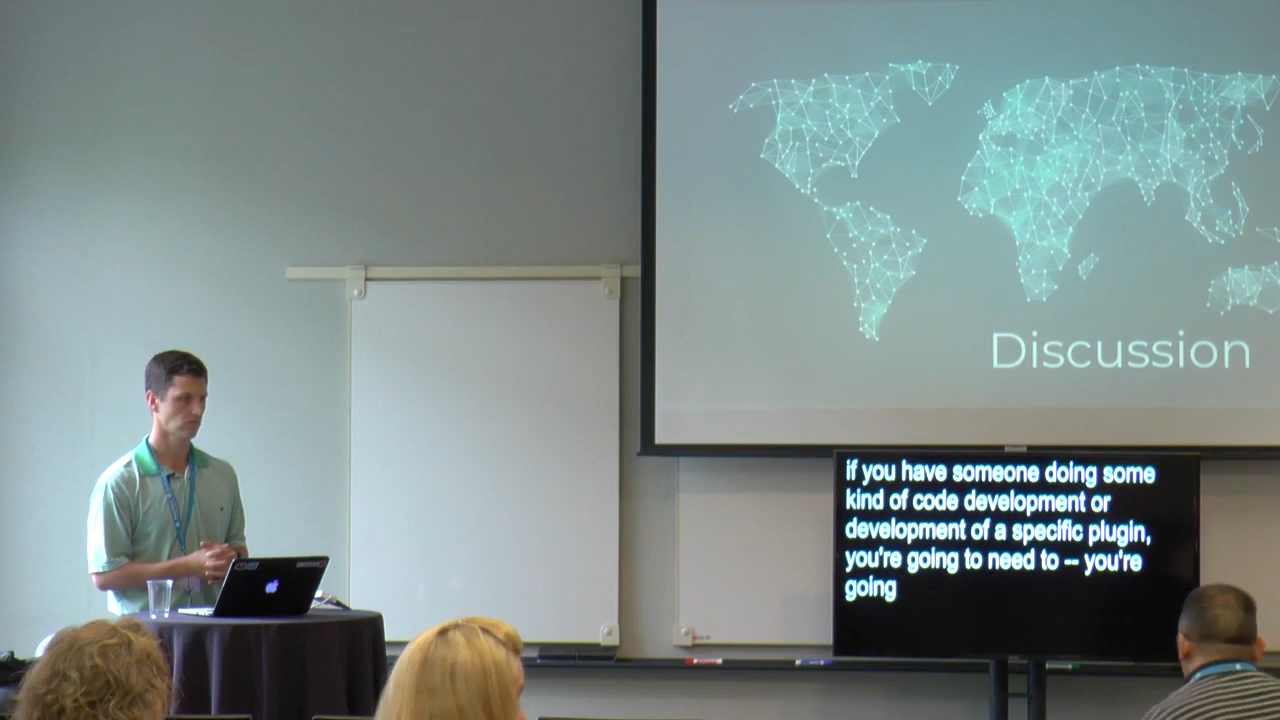 Discussion
if you have someone doing some
kind of code development or
development of a specific plugin,
you're going to need to -- you're
going